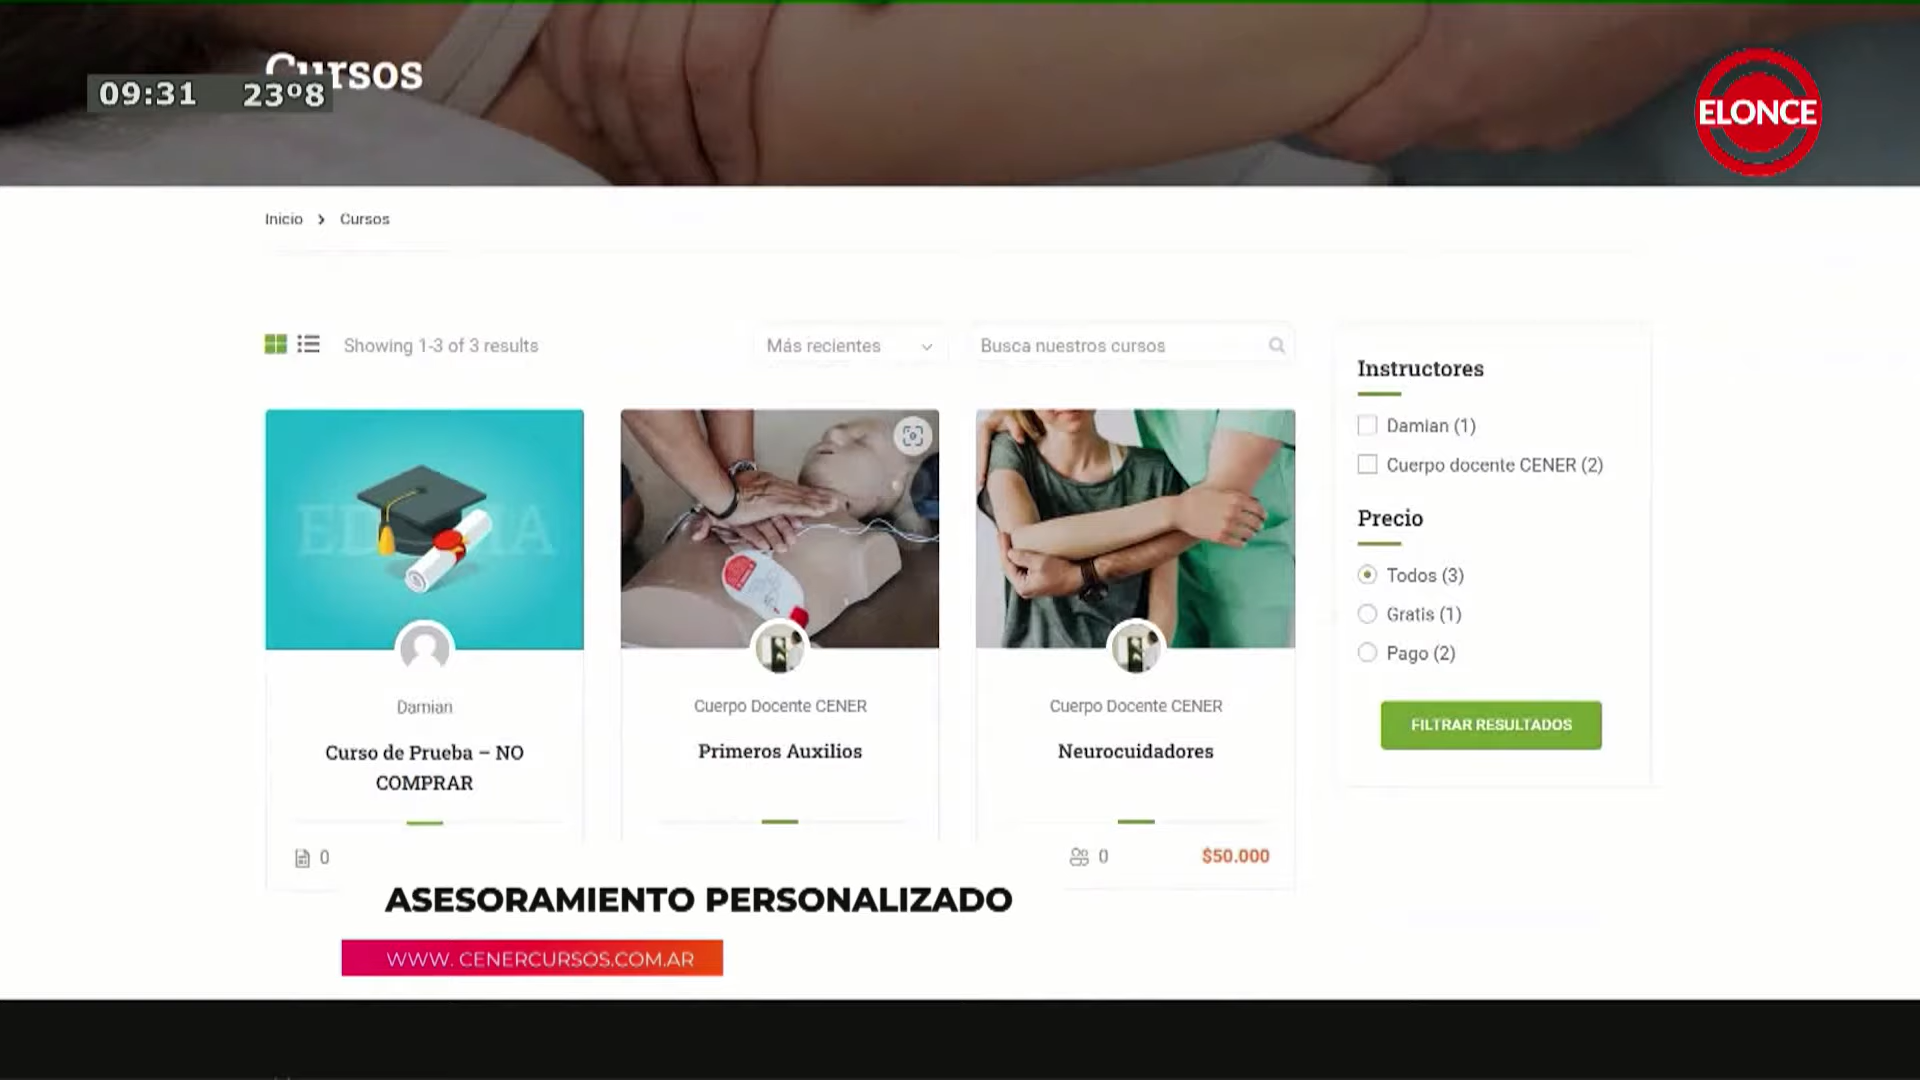 Cursos
09:31 23º8
ELONCE
Inicio > Cursos
Showing 1-3 of 3 results
Más recientes
Busca nuestros cursos
Instructores
Damian (1)
Cuerpo docente CENER (2)
Precio
Todos (3)
Gratis (1)
Pago (2)
FILTRAR RESULTADOS
Damian
Curso de Prueba – NO
COMPRAR
0
Cuerpo Docente CENER
Primeros Auxilios
Cuerpo Docente CENER
Neurocuidadores
0 $50.000
ASESORAMIENTO PERSONALIZADO
WWW. CENERCURSOS.COM.AR